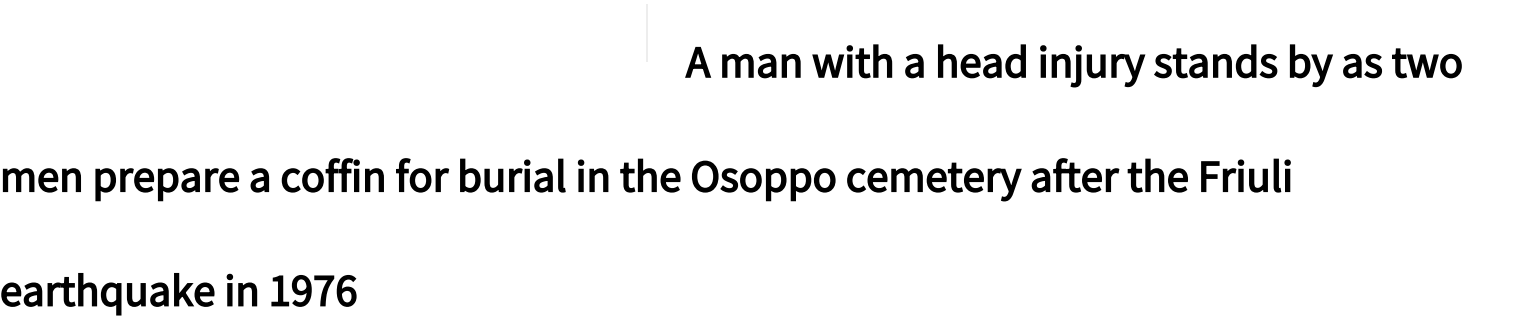 A man with a head injury stands by as two
men prepare a coffin for burial in the Osoppo cemetery after the Friuli
earthquake in 1976